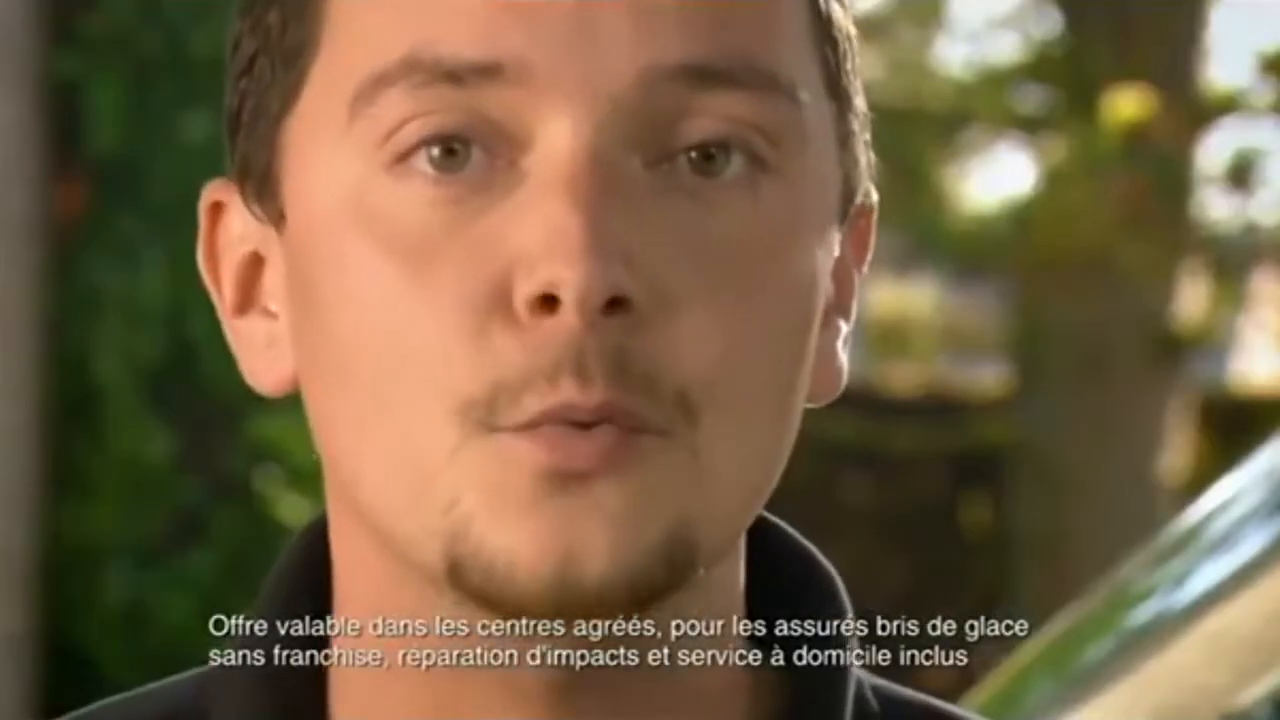 Offre valable dans les centres agréés, pour les assurés bris de glace
sans franchise, réparation d'impacts et service à domicile inclus